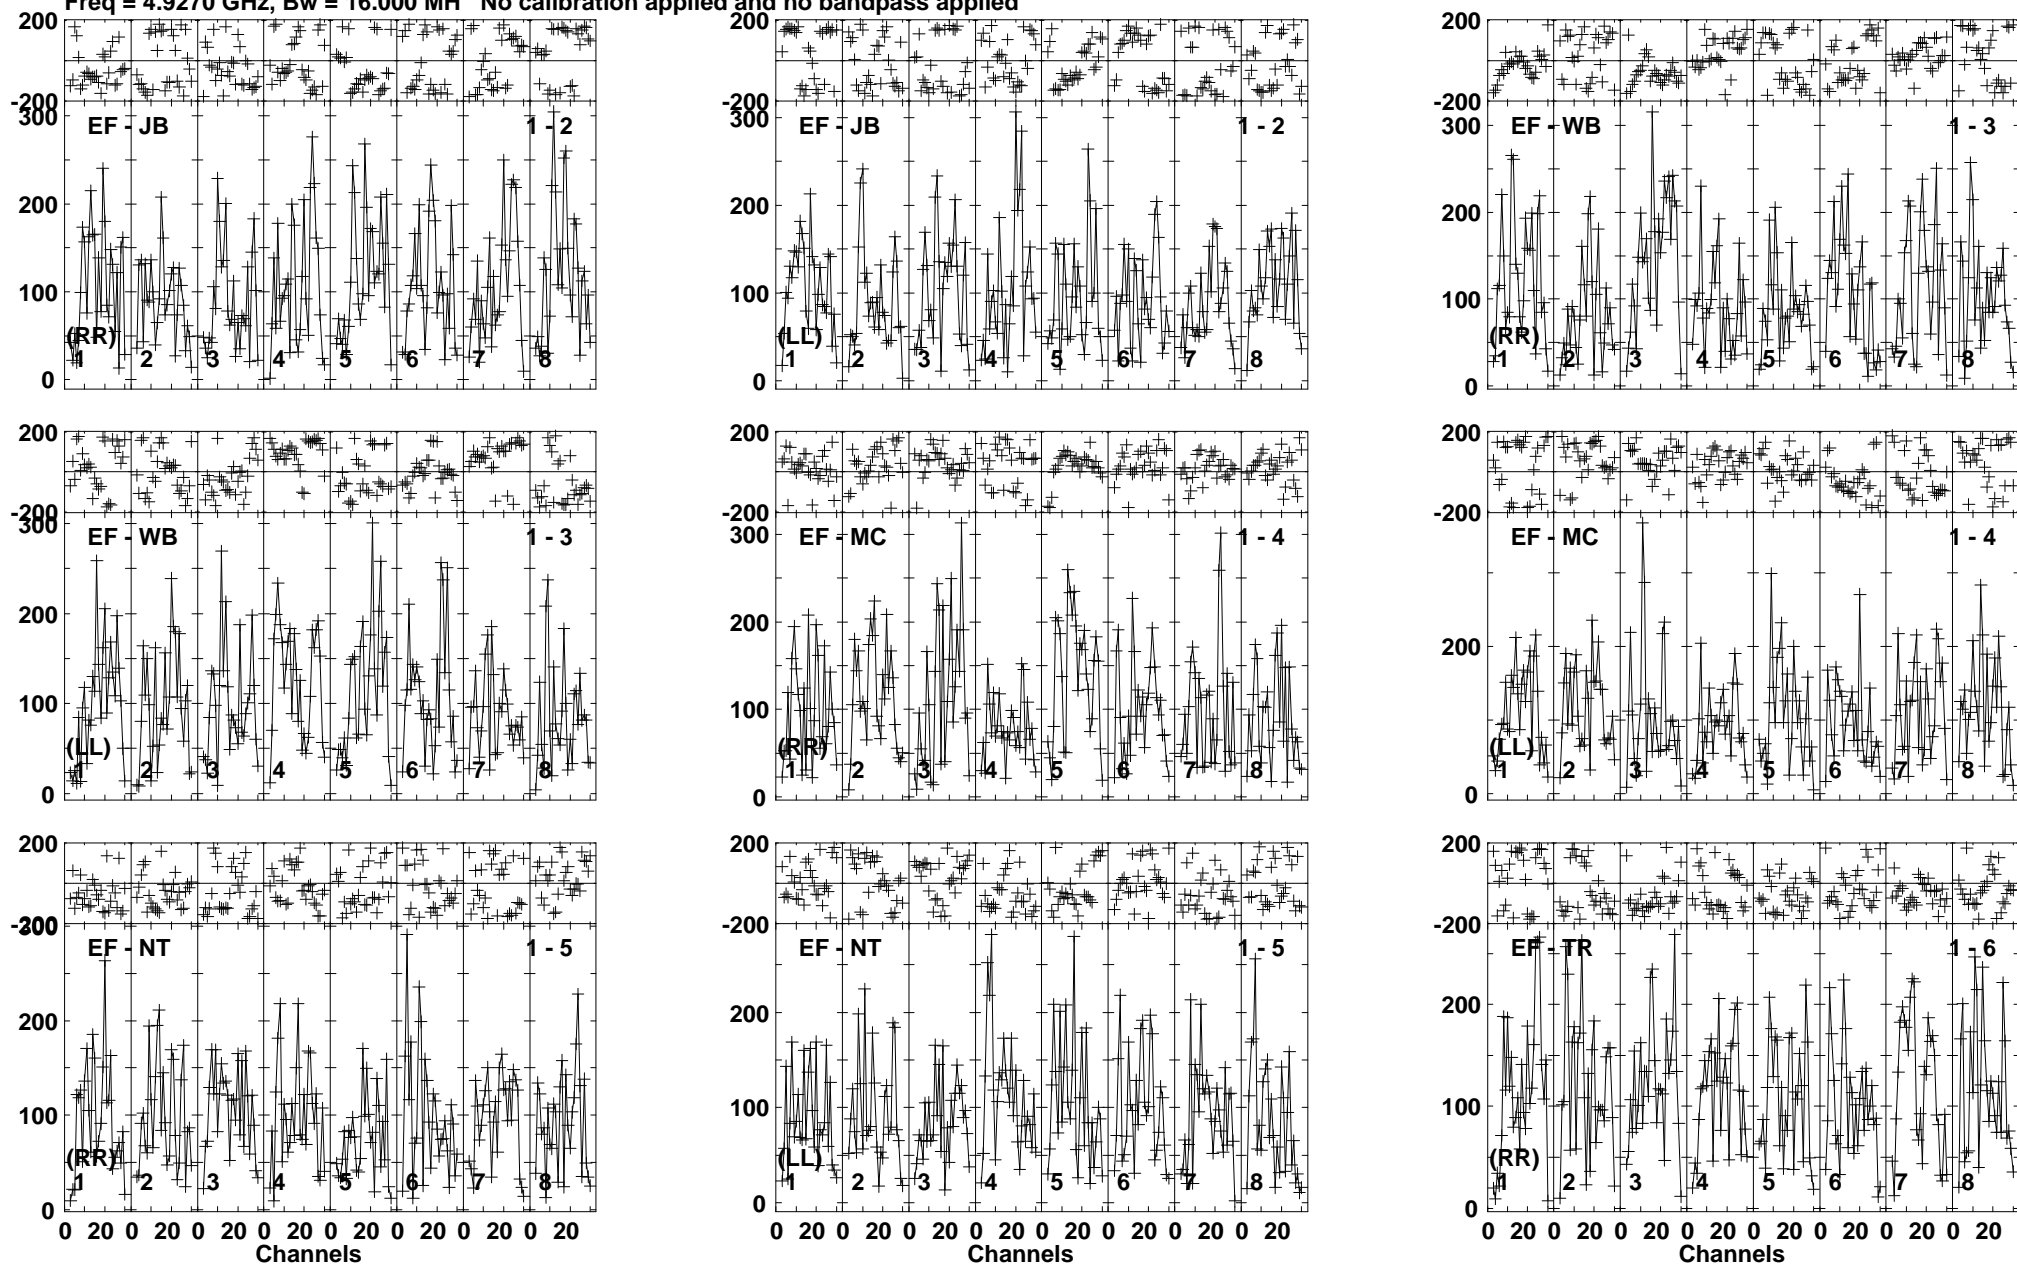 Freq = 4.9270 GHz, Bw = 16.000 MH No calibration applied and no bandpass applied
200 200 200
-200 -200 -200
300 EF - JB 1 - 2 300 EF - JB 1 - 2 300 EF - WB 1 - 3
200 200 200
100 100 100
(RR) (LL) (RR)
1 2 3 4 5 6 7 8 1 2 3 4 5 6 7 8 1 2 3 4 5 6 7 8
0 0 0
200 200 200
-200 -200 -200
300 EF - WB 1 - 3 300 EF - MC 1 - 4 EF - MC 1 - 4
200 200 200
100 100
(LL) (RR) (LL)
1 2 3 4 5 6 7 8 1 2 3 4 5 6 7 8 1 2 3 4 5 6 7 8
0 0 0
200 200 200
-200 -200 -200
300 EF - NT 1 - 5 EF - NT 1 - 5 EF - TR 1 - 6
200 200 200
100 100 100
(RR) (LL) (RR)
1 2 3 4 5 6 7 8 1 2 3 4 5 6 7 8 1 2 3 4 5 6 7 8
0 0 0
0 20 0 20 0 20 0 20 0 20 0 20 0 20 0 20 0 20 0 20 0 20 0 20 0 20 0 20 0 20 0 20 0 20 0 20 0 20 0 20 0 20 0 20 0 20 0 20
Channels Channels Channels